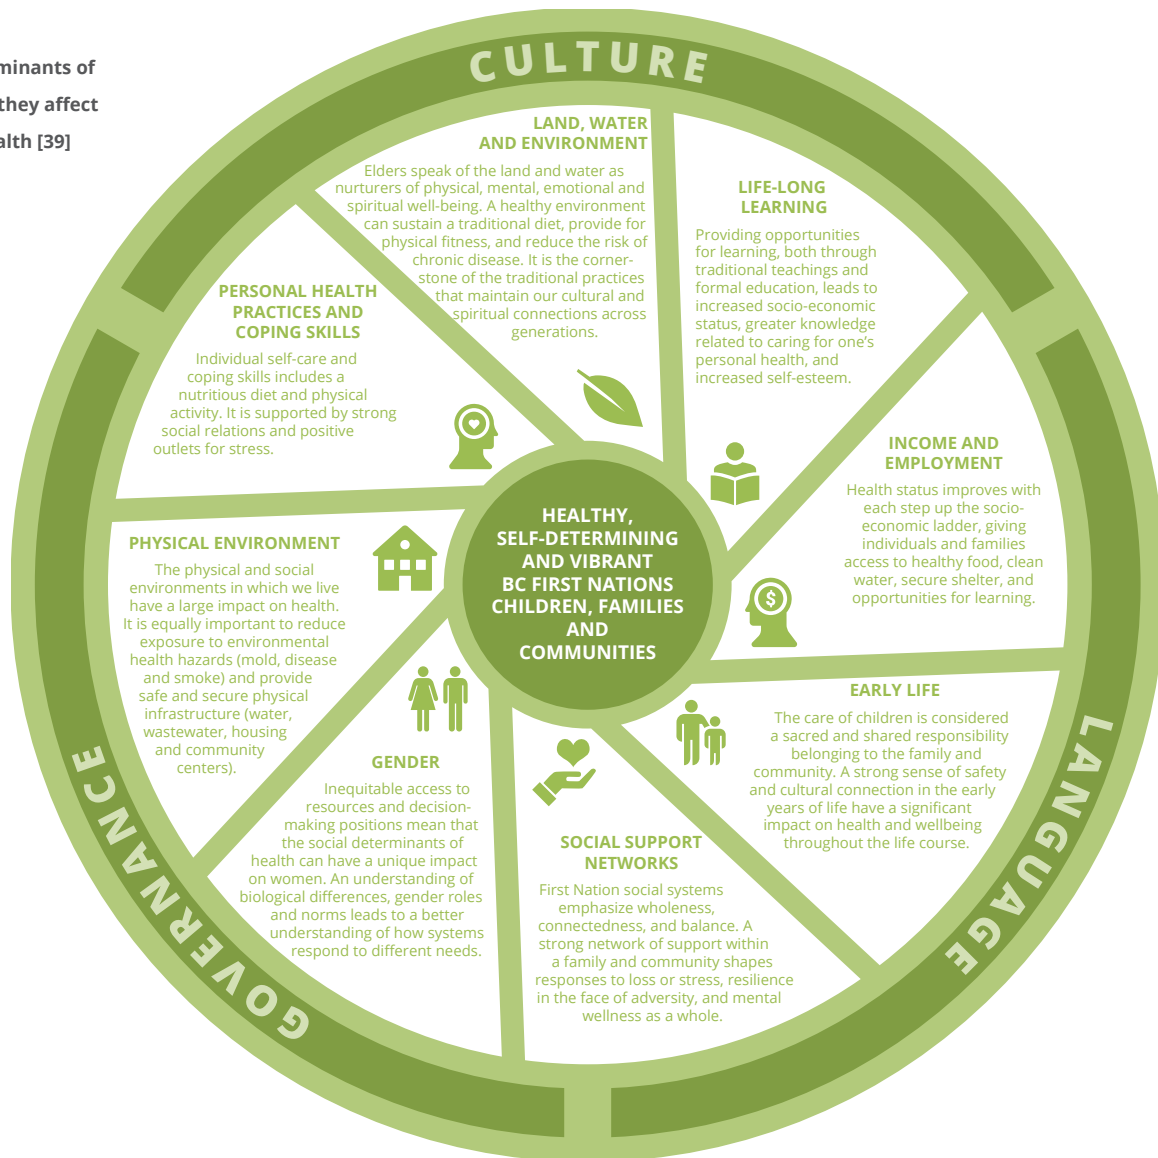 minants of
they affect
alth [39]
CULTURE
LAND, WATER
AND ENVIRONMENT
Elders speak of the land and water as
nurturers of physical, mental, emotional and
spiritual well-being. A healthy environment
can sustain a traditional diet, provide for
physical fitness, and reduce the risk of
chronic disease. It is the corner-
stone of the traditional practices
that maintain our cultural and
spiritual connections across
generations.
LIFE-LONG
LEARNING
Providing opportunities
for learning, both through
traditional teachings and
formal education, leads to
increased socio-economic
status, greater knowledge
related to caring for one’s
personal health, and
increased self-esteem.
INCOME AND
EMPLOYMENT
Health status improves with
each step up the socio-
economic ladder, giving
individuals and families
access to healthy food, clean
water, secure shelter, and
opportunities for learning.
$
EARLY LIFE
The care of children is considered
a sacred and shared responsibility
belonging to the family and
community. A strong sense of safety
and cultural connection in the early
years of life have a significant
impact on health and wellbeing
throughout the life course.
LANGUAGE
SOCIAL SUPPORT
NETWORKS
First Nation social systems
emphasize wholeness,
connectedness, and balance. A
strong network of support within
a family and community shapes
responses to loss or stress, resilience
in the face of adversity, and mental
wellness as a whole.
GENDER
Inequitable access to
resources and decision-
making positions mean that
the social determinants of
health can have a unique impact
on women. An understanding of
biological differences, gender roles
and norms leads to a better
understanding of how systems
respond to different needs.
GOVERNANCE
PHYSICAL ENVIRONMENT
The physical and social
environments in which we live
have a large impact on health.
It is equally important to reduce
exposure to environmental
health hazards (mold, disease
and smoke) and provide
safe and secure physical
infrastructure (water,
wastewater, housing
and community
centers).
PERSONAL HEALTH
PRACTICES AND
COPING SKILLS
Individual self-care and
coping skills includes a
nutritious diet and physical
activity. It is supported by strong
social relations and positive
outlets for stress.
HEALTHY,
SELF-DETERMINING
AND VIBRANT
BC FIRST NATIONS
CHILDREN, FAMILIES
AND
COMMUNITIES